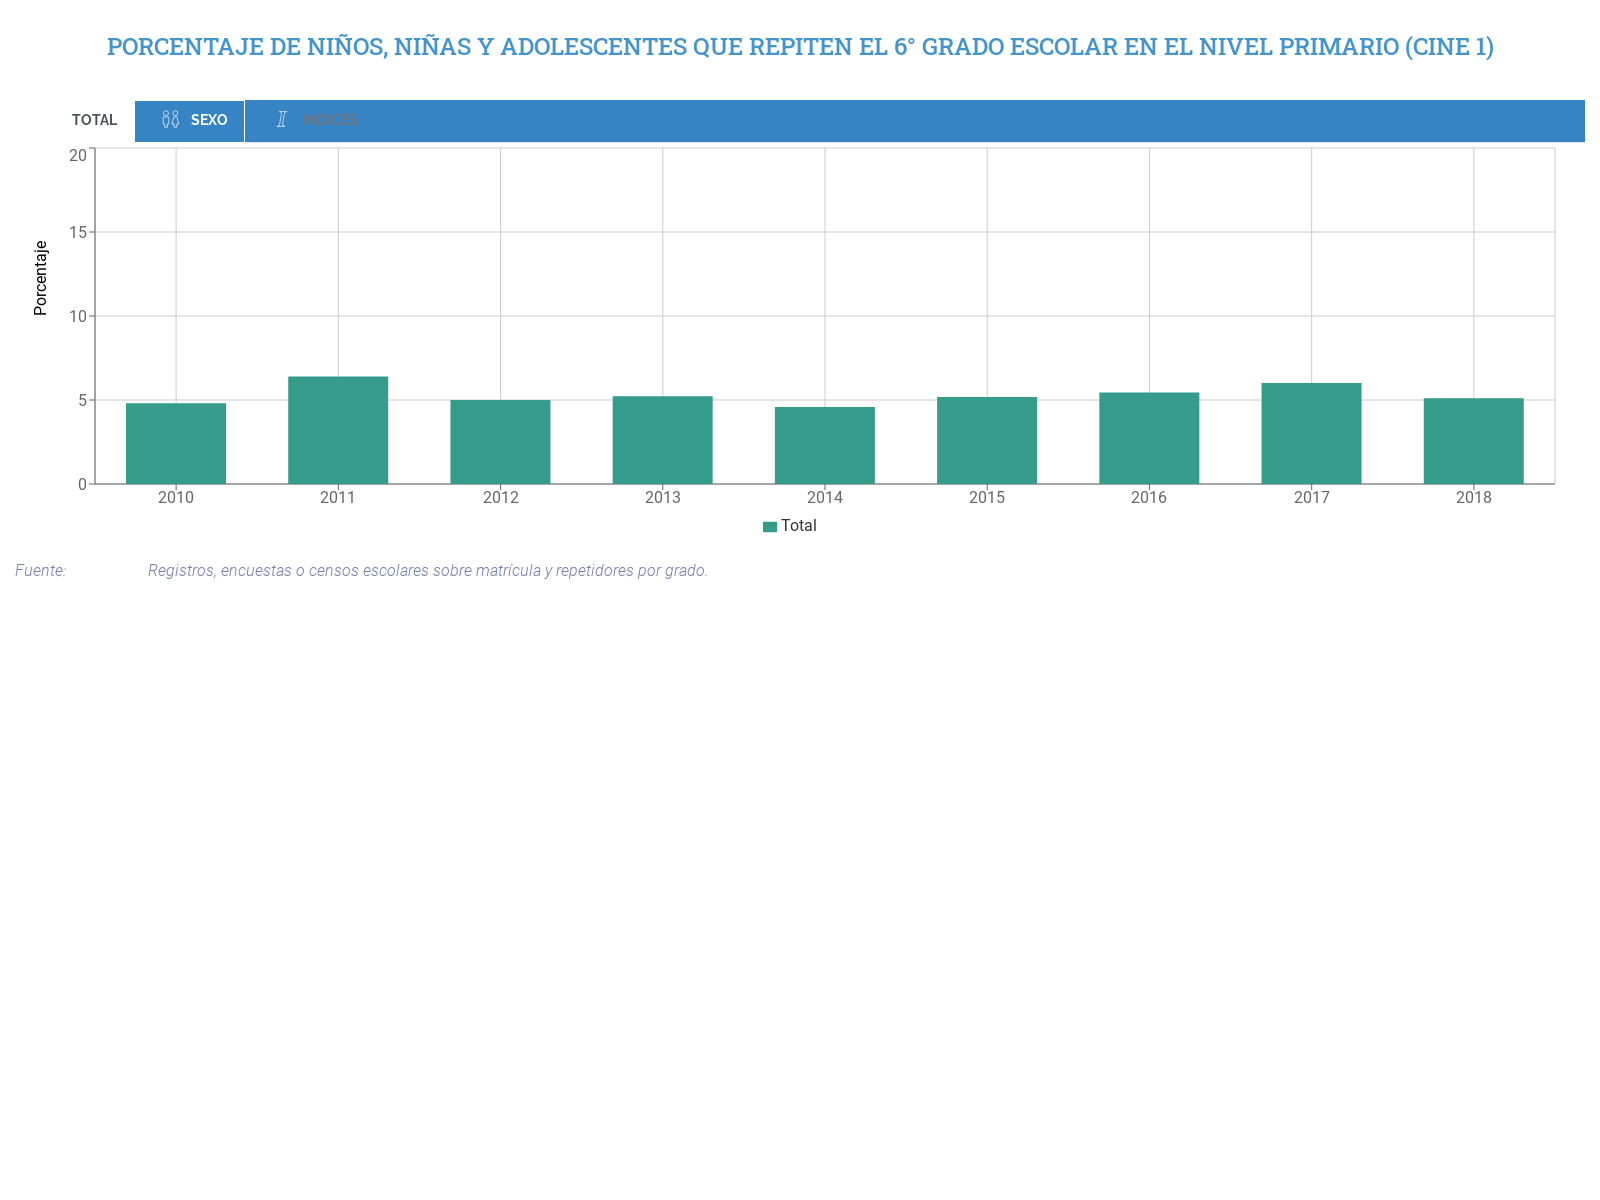 PORCENTAJE DE NIÑOS, NIÑAS Y ADOLESCENTES QUE REPITEN EL 6° GRADO ESCOLAR EN EL NIVEL PRIMARIO (CINE 1)
TOTAL SEXO INDICES
Porcentaje
20
15
10
5
0
2010 2011 2012 2013 2014 2015 2016 2017 2018
Total
Fuente: Registros, encuestas o censos escolares sobre matrícula y repetidores por grado.